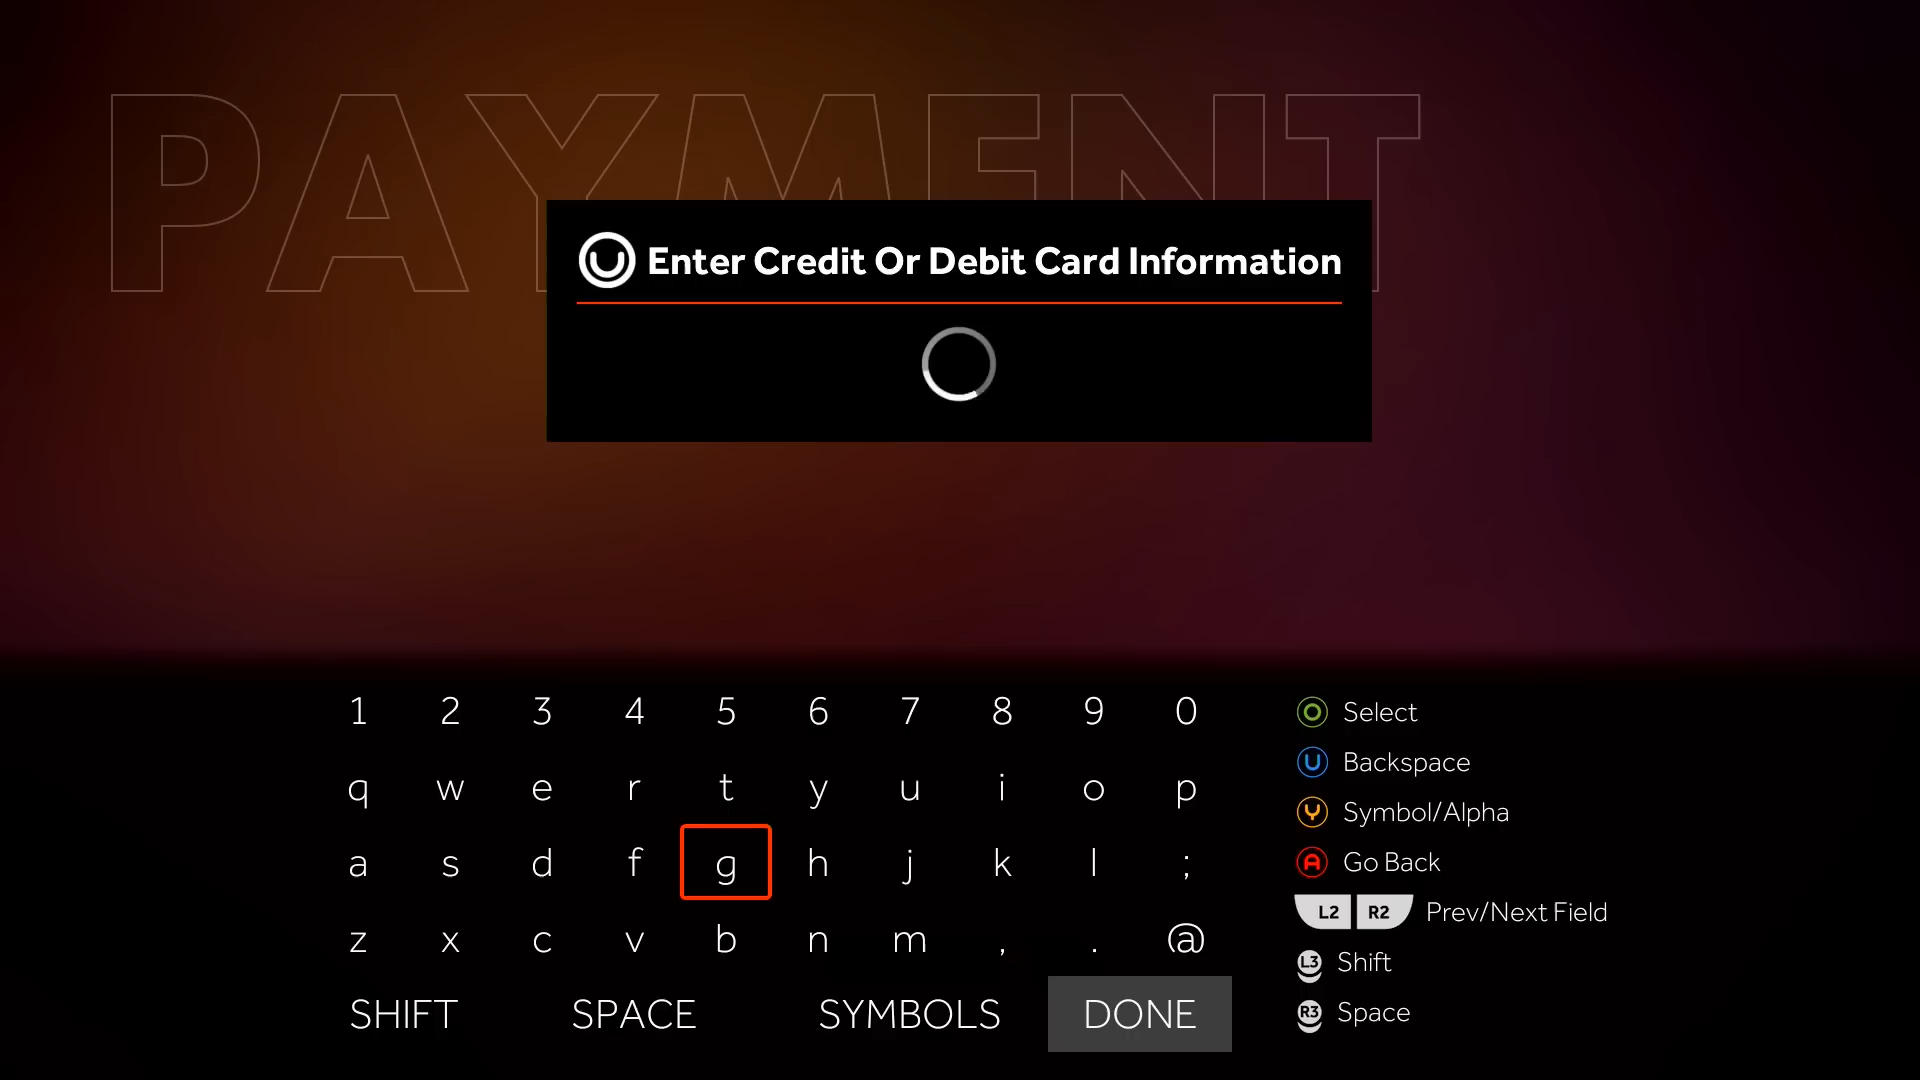 PAYMENT
Enter Credit Or Debit Card Information
1 2 3 4 5 6 7 8 9 0
q w e r t y u i o p
a s d f g h j k l ;
z x c v b n m , . @
SHIFT SPACE SYMBOLS DONE
O Select
U Backspace
Y Symbol/Alpha
A Go Back
L2 R2 Prev/Next Field
L3 Shift
R3 Space